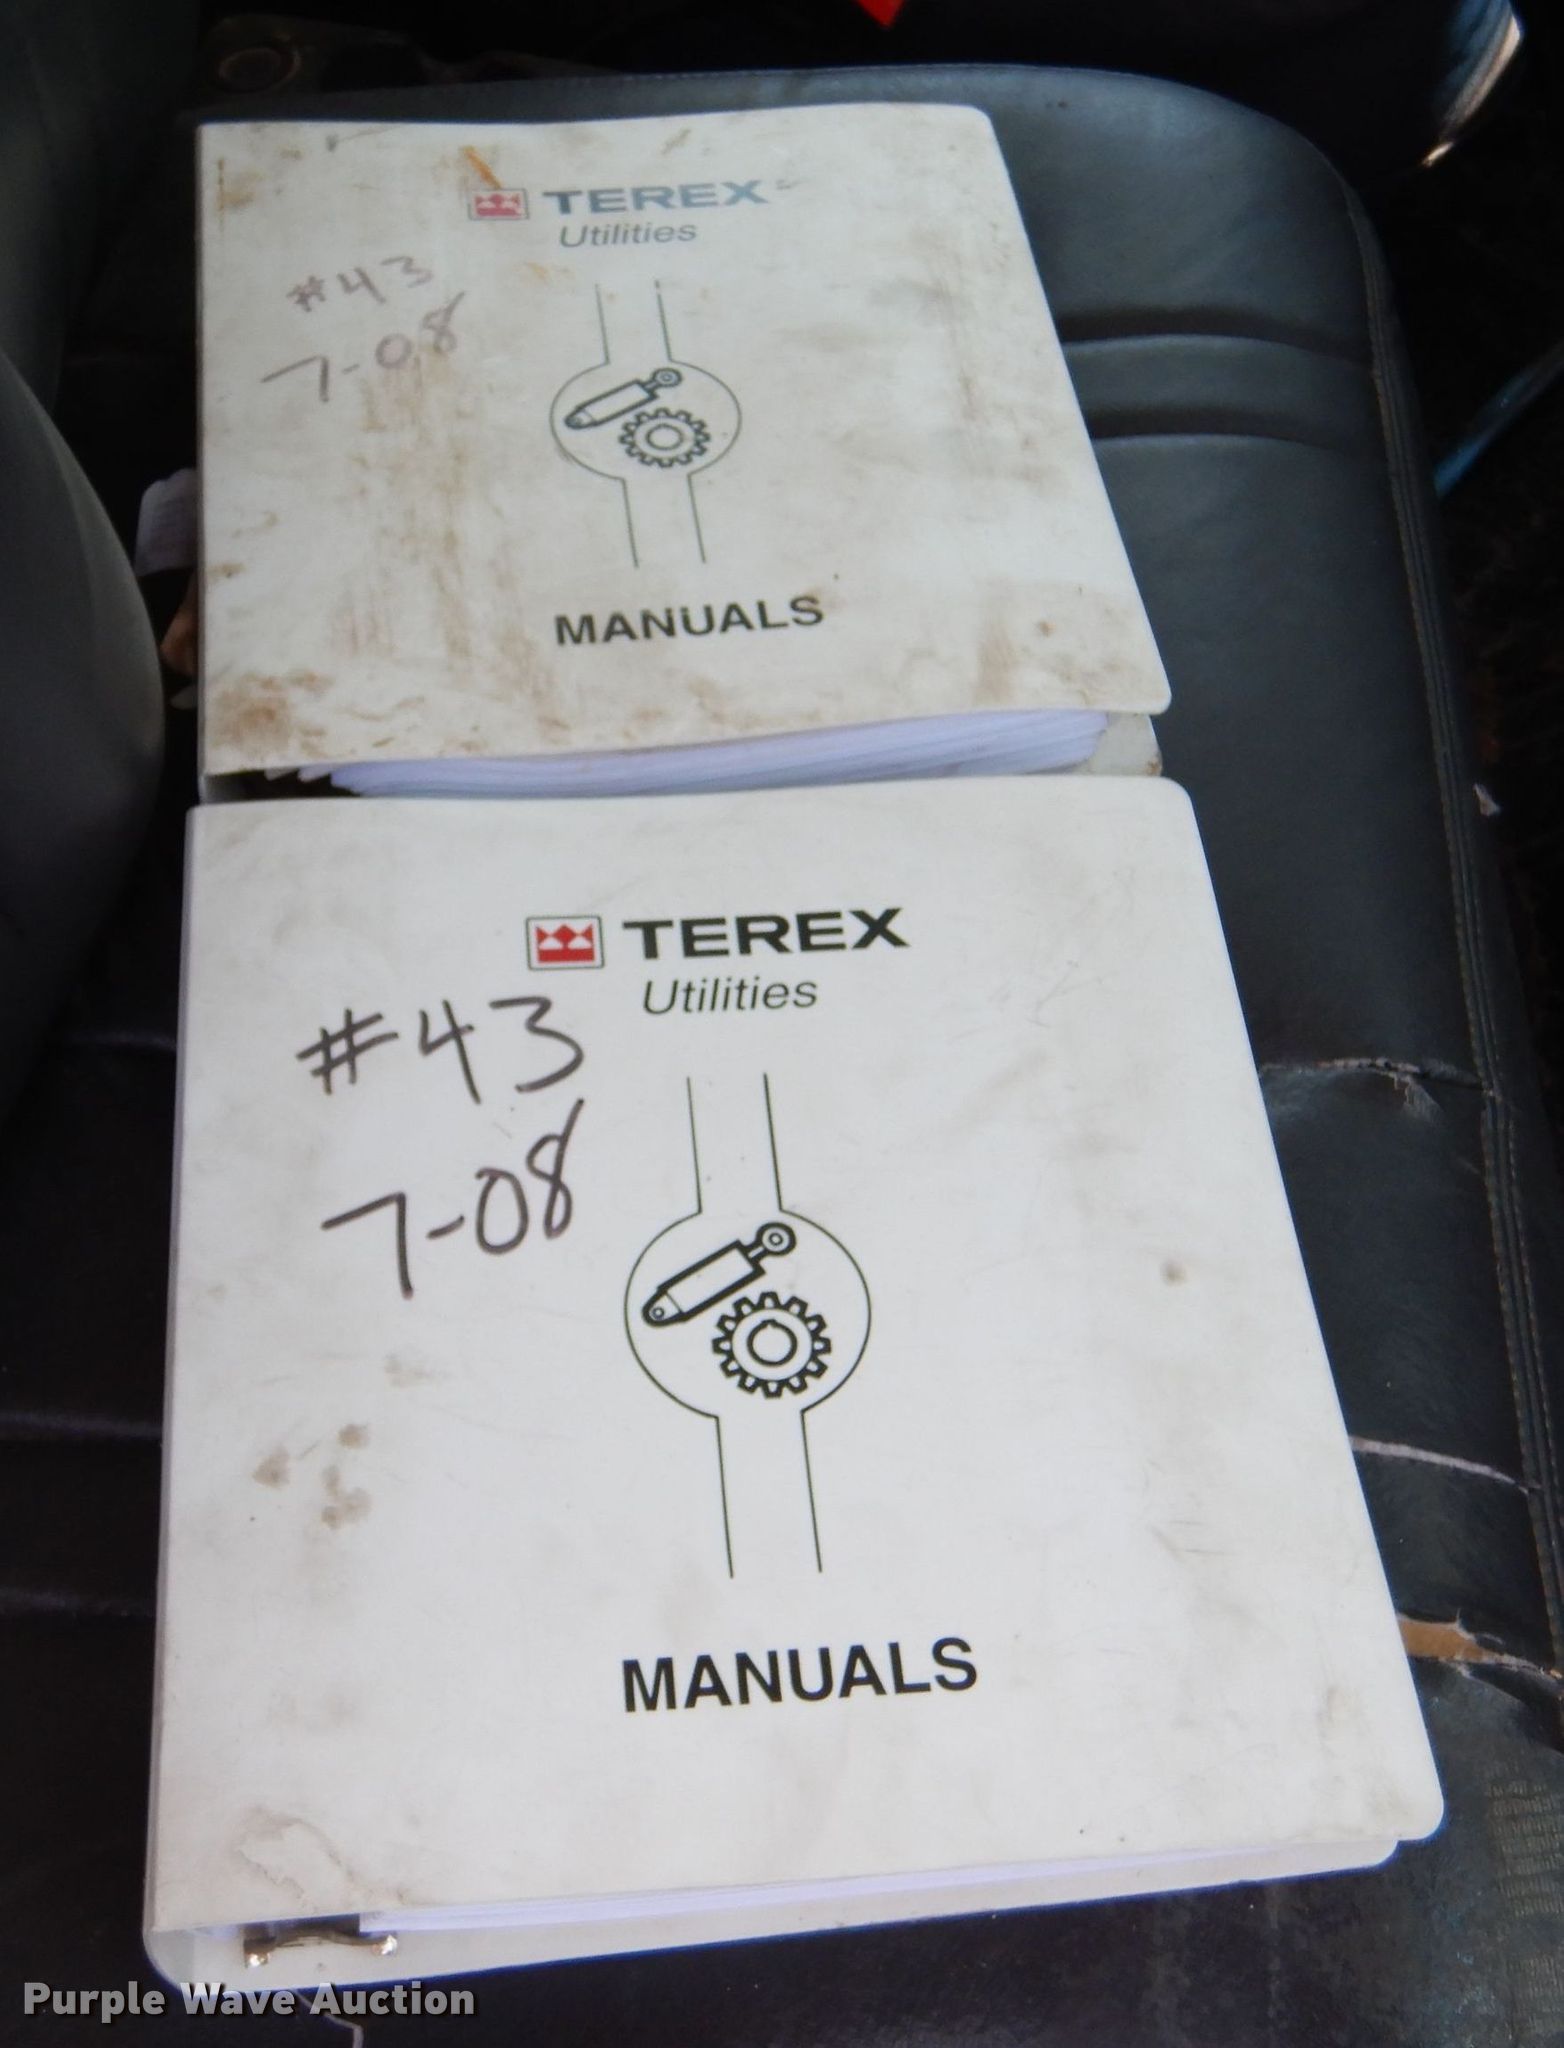 TEREX
Utilities
#43
7-08
MANUALS
TEREX
Utilities
#43
7-08
MANUALS
Purple Wave Auction